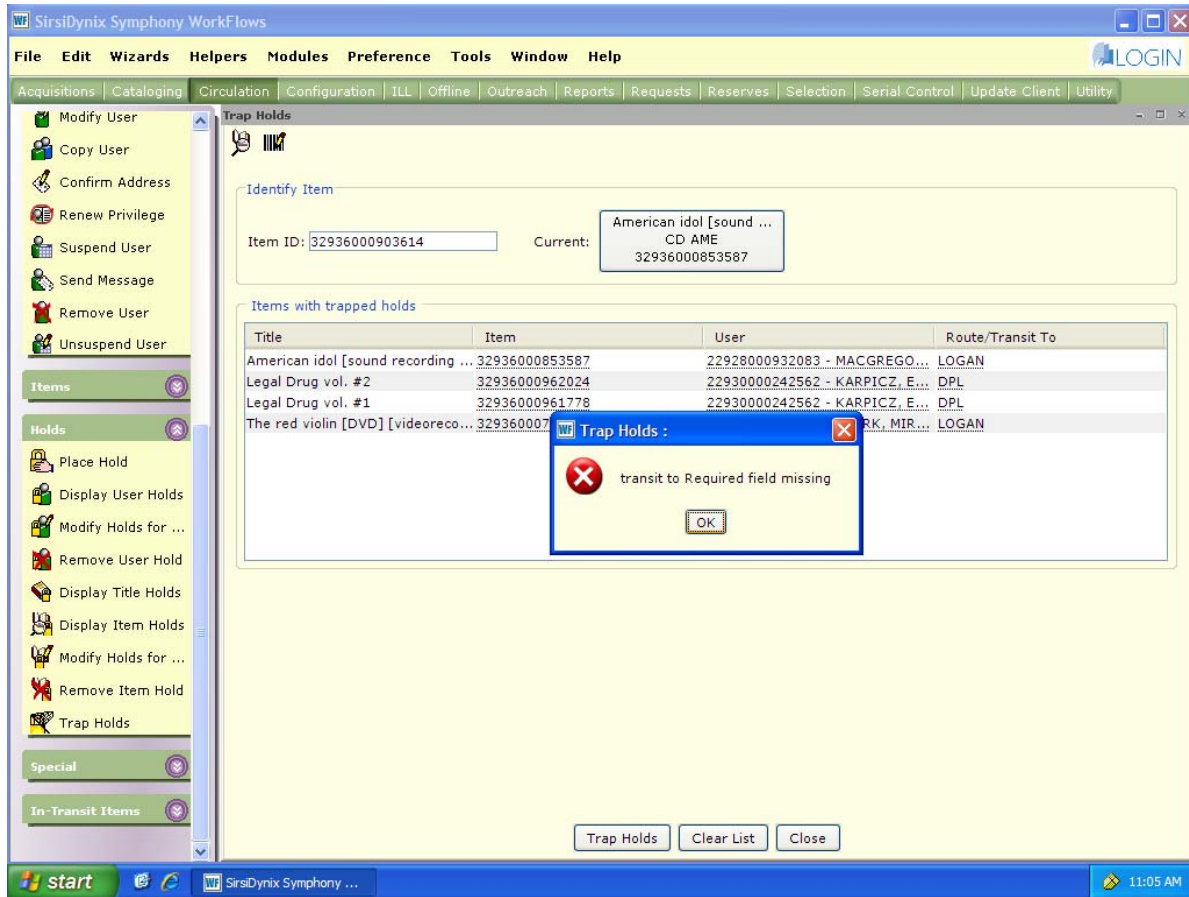 WF SirsiDynix Symphony WorkFlows
File Edit Wizards Helpers Modules Preference Tools Window Help
LOGIN
Acquisitions Cataloging Circulation Configuration ILL Offline Outreach Reports Requests Reserves Selection Serial Control Update Client Utility
Modify User
Copy User
Confirm Address
Renew Privilege
Suspend User
Send Message
Remove User
Unsuspend User
Items
Holds
Place Hold
Display User Holds
Modify Holds for ...
Remove User Hold
Display Title Holds
Display Item Holds
Modify Holds for ...
Remove Item Hold
Trap Holds
Special
In-Transit Items
Trap Holds
Identify Item
Item ID: 32936000903614
Current:
American idol [sound ...
CD AME
32936000853587
Items with trapped holds
Title Item User Route/Transit To
American idol [sound recording ... 32936000853587 22928000932083 - MACGREGO... LOGAN
Legal Drug vol. #2 32936000962024 22930000242562 - KARPICZ, E... DPL
Legal Drug vol. #1 32936000961778 22930000242562 - KARPICZ, E... DPL
The red violin [DVD] [videoreco... 329360007 RK, MIR... LOGAN
WF Trap Holds :
transit to Required field missing
OK
Trap Holds Clear List Close
start
WF SirsiDynix Symphony ...
11:05 AM